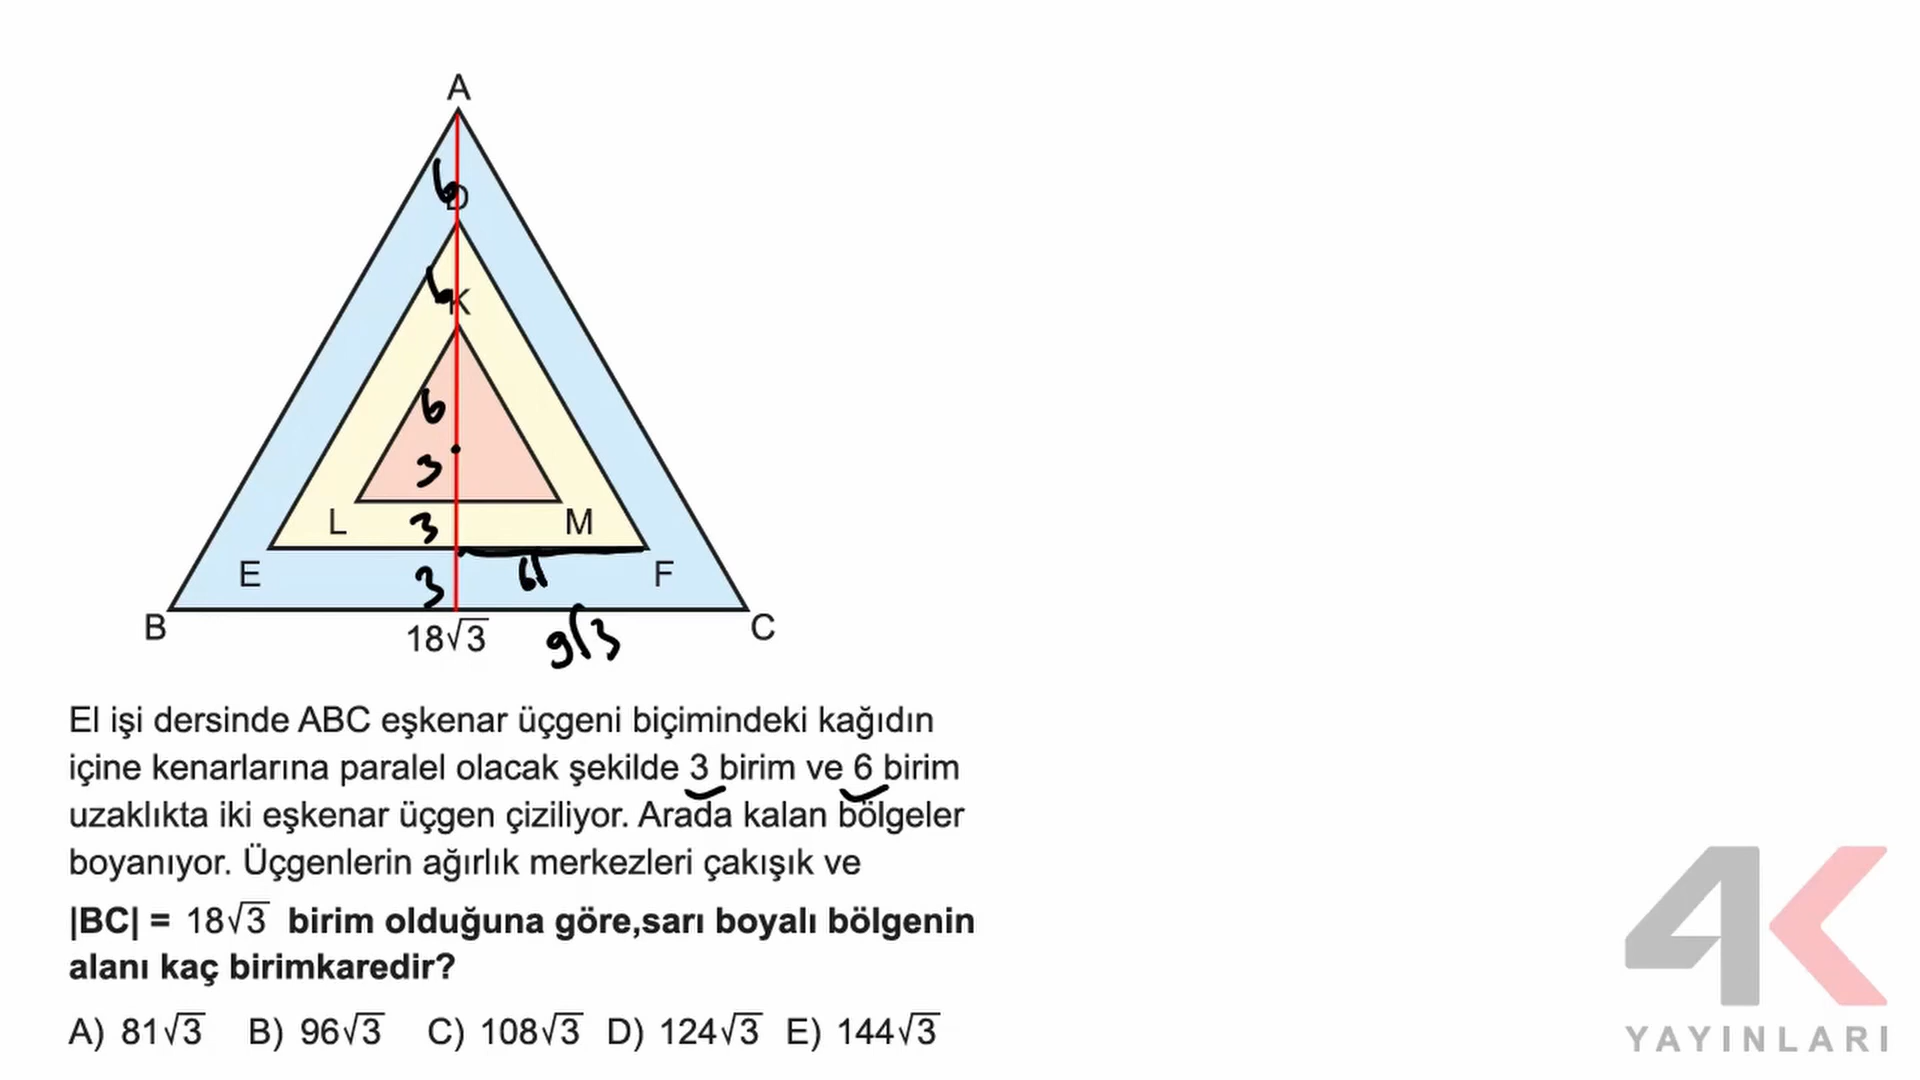 A
6
D
6
K
6
3
L
3
M
E
3
6√
F
B
18√3
9√3
C
El işi dersinde ABC eşkenar üçgeni biçimindeki kağıdın
içine kenarlarına paralel olacak şekilde 3 birim ve 6 birim
uzaklıkta iki eşkenar üçgen çiziliyor. Arada kalan bölgeler
boyanıyor. Üçgenlerin ağırlık merkezleri çakışık ve
|BC| = 18√3 birim olduğuna göre,sarı boyalı bölgenin
alanı kaç birimkaredir?
A) 81√3 B) 96√3 C) 108√3 D) 124√3 E) 144√3
4K
YAYINLARI